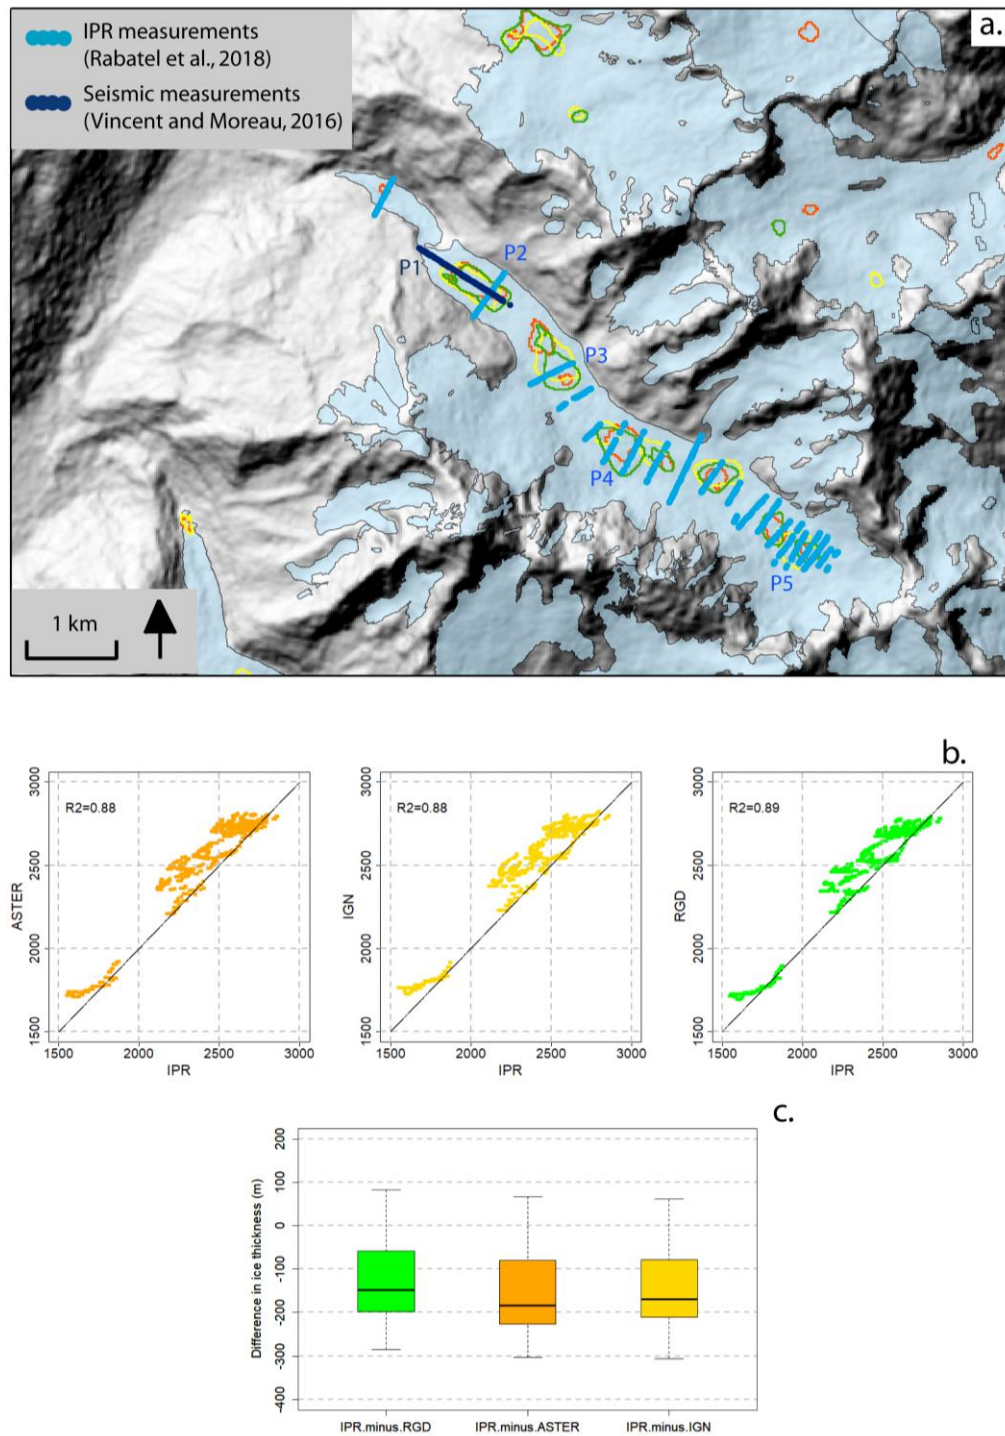 IPR measurements
(Rabatel et al., 2018)
Seismic measurements
(Vincent and Moreau, 2016)
a.
P1
P2
P3
P4
P5
1 km
b.
R2=0.88
ASTER
3000
2500
2000
1500
1500 2000 2500 3000
IPR
R2=0.88
IGN
3000
2500
2000
1500
1500 2000 2500 3000
IPR
R2=0.89
RGD
3000
2500
2000
1500
1500 2000 2500 3000
IPR
c.
Difference in ice thickness (m)
200
100
0
-100
-200
-300
-400
IPR.minus.RGD IPR.minus.ASTER IPR.minus.IGN